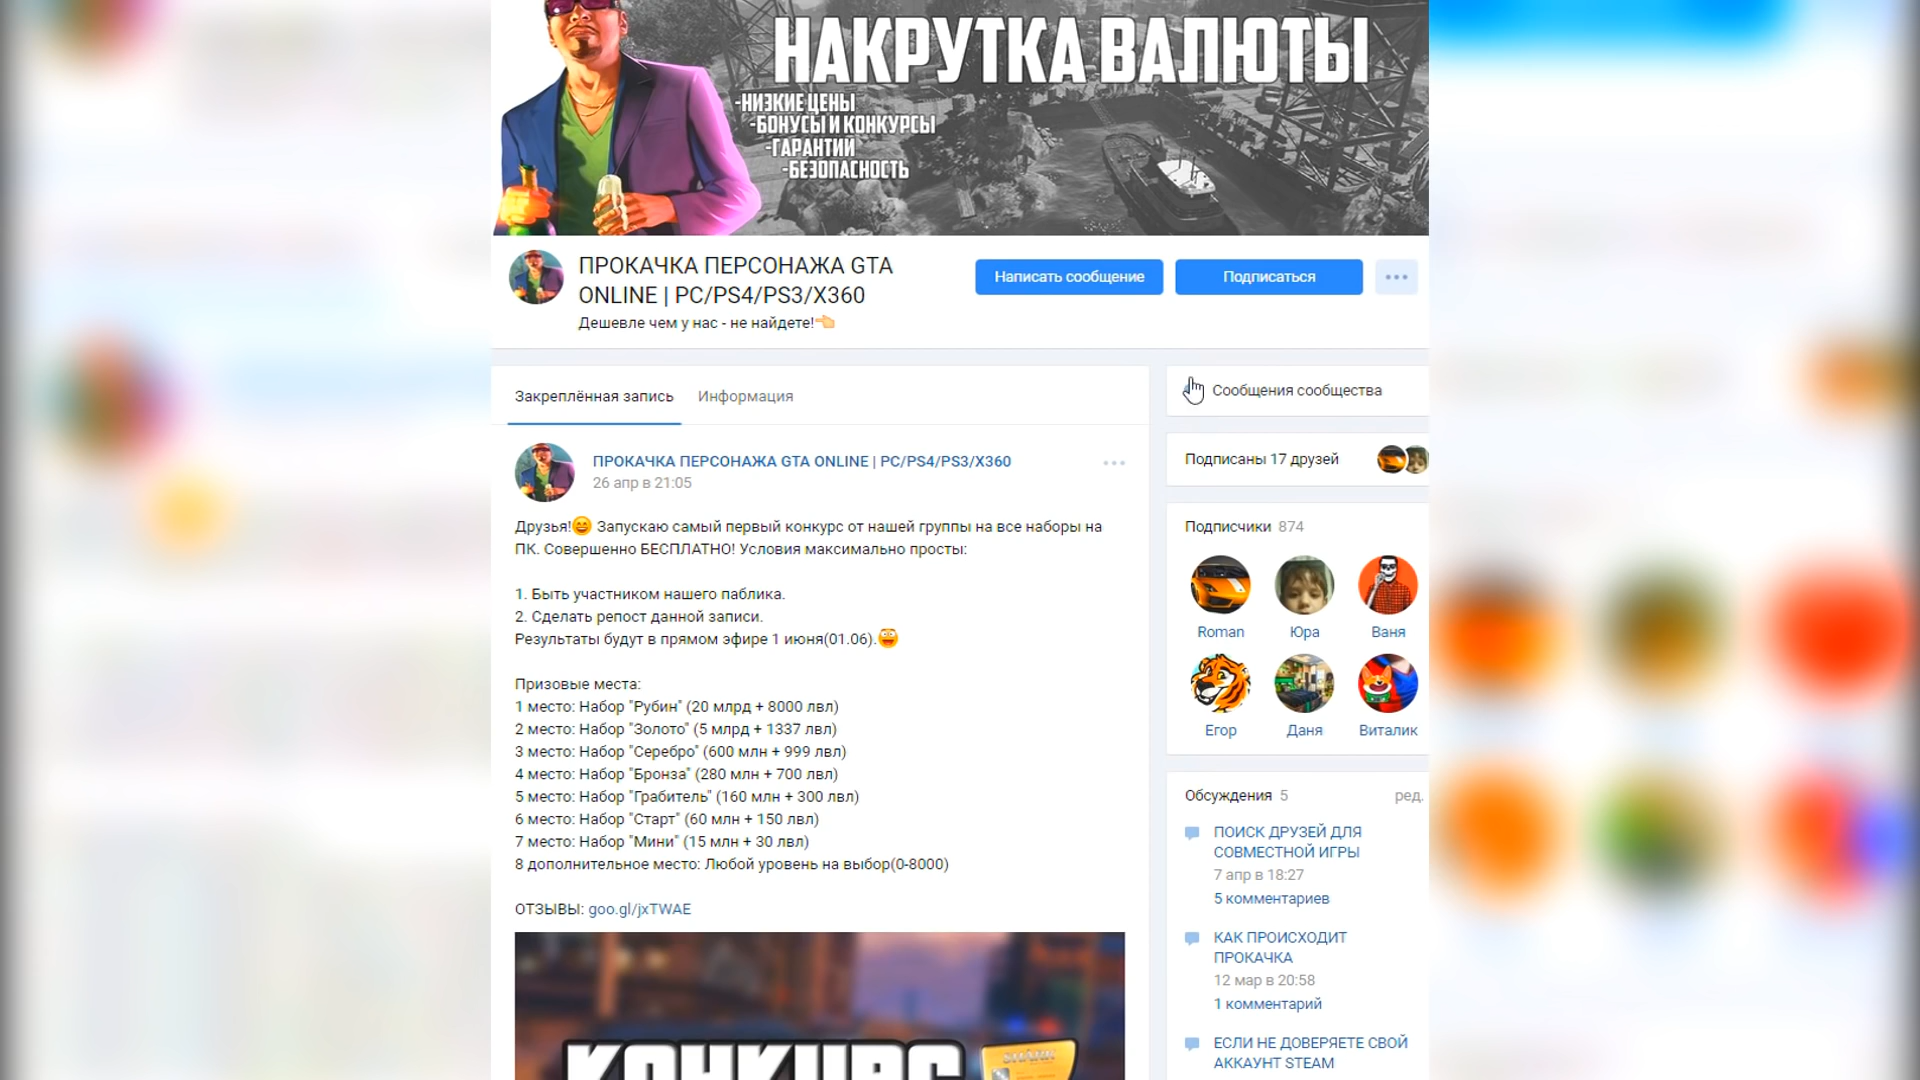 НАКРУТКА ВАЛЮТЫ
-НИЗКИЕ ЦЕНЫ
-БОНУСЫ И КОНКУРСЫ
-ГАРАНТИИ
-БЕЗОПАСНОСТЬ
ПРОКАЧКА ПЕРСОНАЖА GTA
ONLINE | PC/PS4/PS3/X360
Дешевле чем у нас - не найдете!
Написать сообщение
Подписаться
Закреплённая запись
Информация
ПРОКАЧКА ПЕРСОНАЖА GTA ONLINE | PC/PS4/PS3/X360
26 апр в 21:05
Друзья! Запускаю самый первый конкурс от нашей группы на все наборы на
ПК. Совершенно БЕСПЛАТНО! Условия максимально просты:
1. Быть участником нашего паблика.
2. Сделать репост данной записи.
Результаты будут в прямом эфире 1 июня(01.06).
Призовые места:
1 место: Набор "Рубин" (20 млрд + 8000 лвл)
2 место: Набор "Золото" (5 млрд + 1337 лвл)
3 место: Набор "Серебро" (600 млн + 999 лвл)
4 место: Набор "Бронза" (280 млн + 700 лвл)
5 место: Набор "Грабитель" (160 млн + 300 лвл)
6 место: Набор "Старт" (60 млн + 150 лвл)
7 место: Набор "Мини" (15 млн + 30 лвл)
8 дополнительное место: Любой уровень на выбор(0-8000)
ОТЗЫВЫ: goo.gl/jxTWAE
КОНКУРС
SHARK
Сообщения сообщества
Подписаны 17 друзей
Подписчики 874
Roman
Юра
Ваня
Егор
Даня
Виталик
Обсуждения 5
ред.
ПОИСК ДРУЗЕЙ ДЛЯ
СОВМЕСТНОЙ ИГРЫ
7 апр в 18:27
5 комментариев
КАК ПРОИСХОДИТ
ПРОКАЧКА
12 мар в 20:58
1 комментарий
ЕСЛИ НЕ ДОВЕРЯЕТЕ СВОЙ
АККАУНТ STEAM